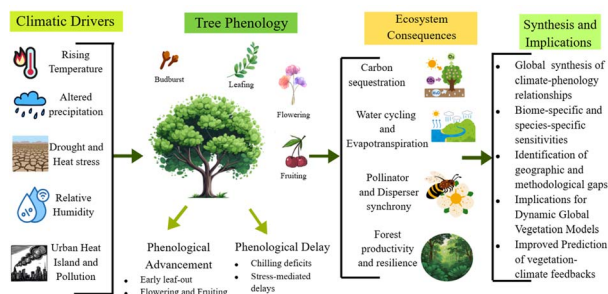 Climatic Drivers
Rising
Temperature
Altered
precipitation
Drought and
Heat stress
Relative
Humidity
Urban Heat
Island and
Pollution
Tree Phenology
Budburst
Leafing
Flowering
Fruiting
Phenological
Advancement
• Early leaf-out
• Flowering and Fruiting
Phenological Delay
• Chilling deficits
• Stress-mediated
delays
Ecosystem
Consequences
Carbon
sequestration
Water cycling
and
Evapotranspiration
Pollinator
and Disperser
synchrony
Forest
productivity
and resilience
Synthesis and
Implications
• Global synthesis of
climate-phenology
relationships
• Biome-specific and
species-specific
sensitivities
• Identification of
geographic and
methodological gaps
• Implications for
Dynamic Global
Vegetation Models
• Improved Prediction
of vegetation-
climate feedbacks